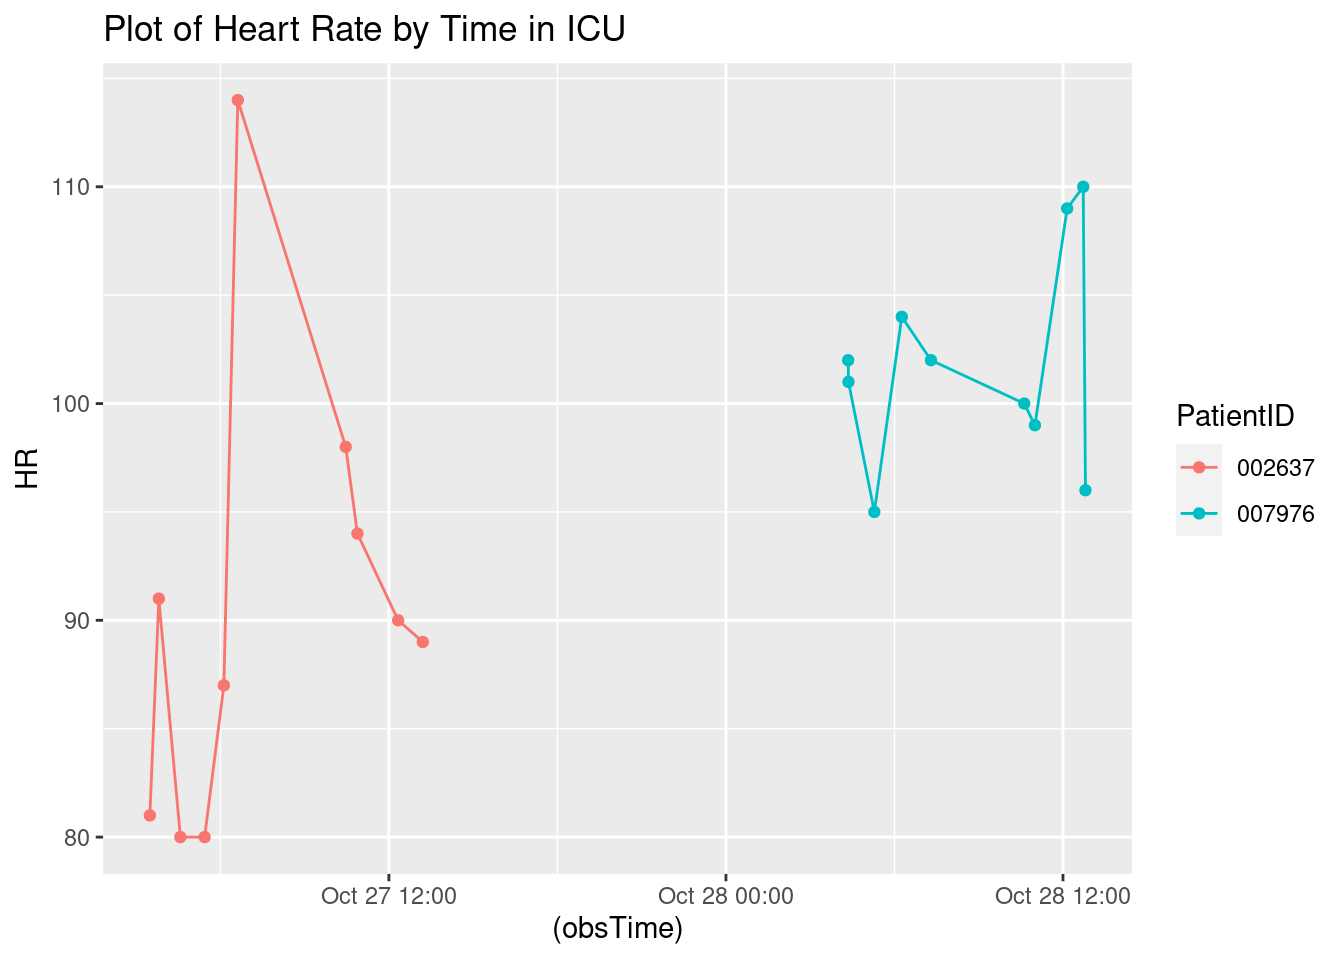 Plot of Heart Rate by Time in ICU
110
100
90
80
HR
Oct 27 12:00
Oct 28 00:00
Oct 28 12:00
(obsTime)
PatientID
002637
007976